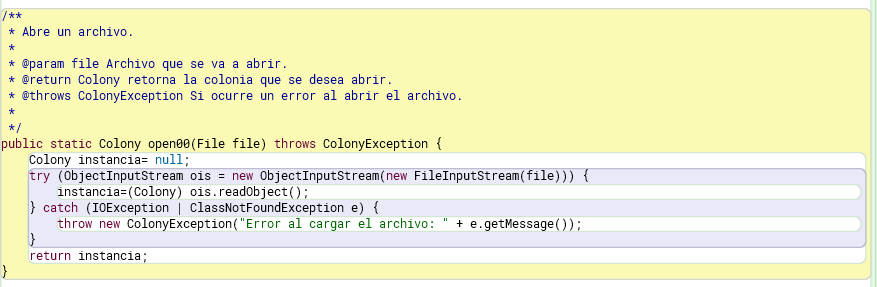 /**
 * Abre un archivo.
 *
 * @param file Archivo que se va a abrir.
 * @return Colony retorna la colonia que se desea abrir.
 * @throws ColonyException Si ocurre un error al abrir el archivo.
 *
 */
public static Colony open00(File file) throws ColonyException {
    Colony instancia= null;
    try (ObjectInputStream ois = new ObjectInputStream(new FileInputStream(file))) {
        instancia=(Colony) ois.readObject();
    } catch (IOException | ClassNotFoundException e) {
        throw new ColonyException("Error al cargar el archivo: " + e.getMessage());
    }
    return instancia;
}